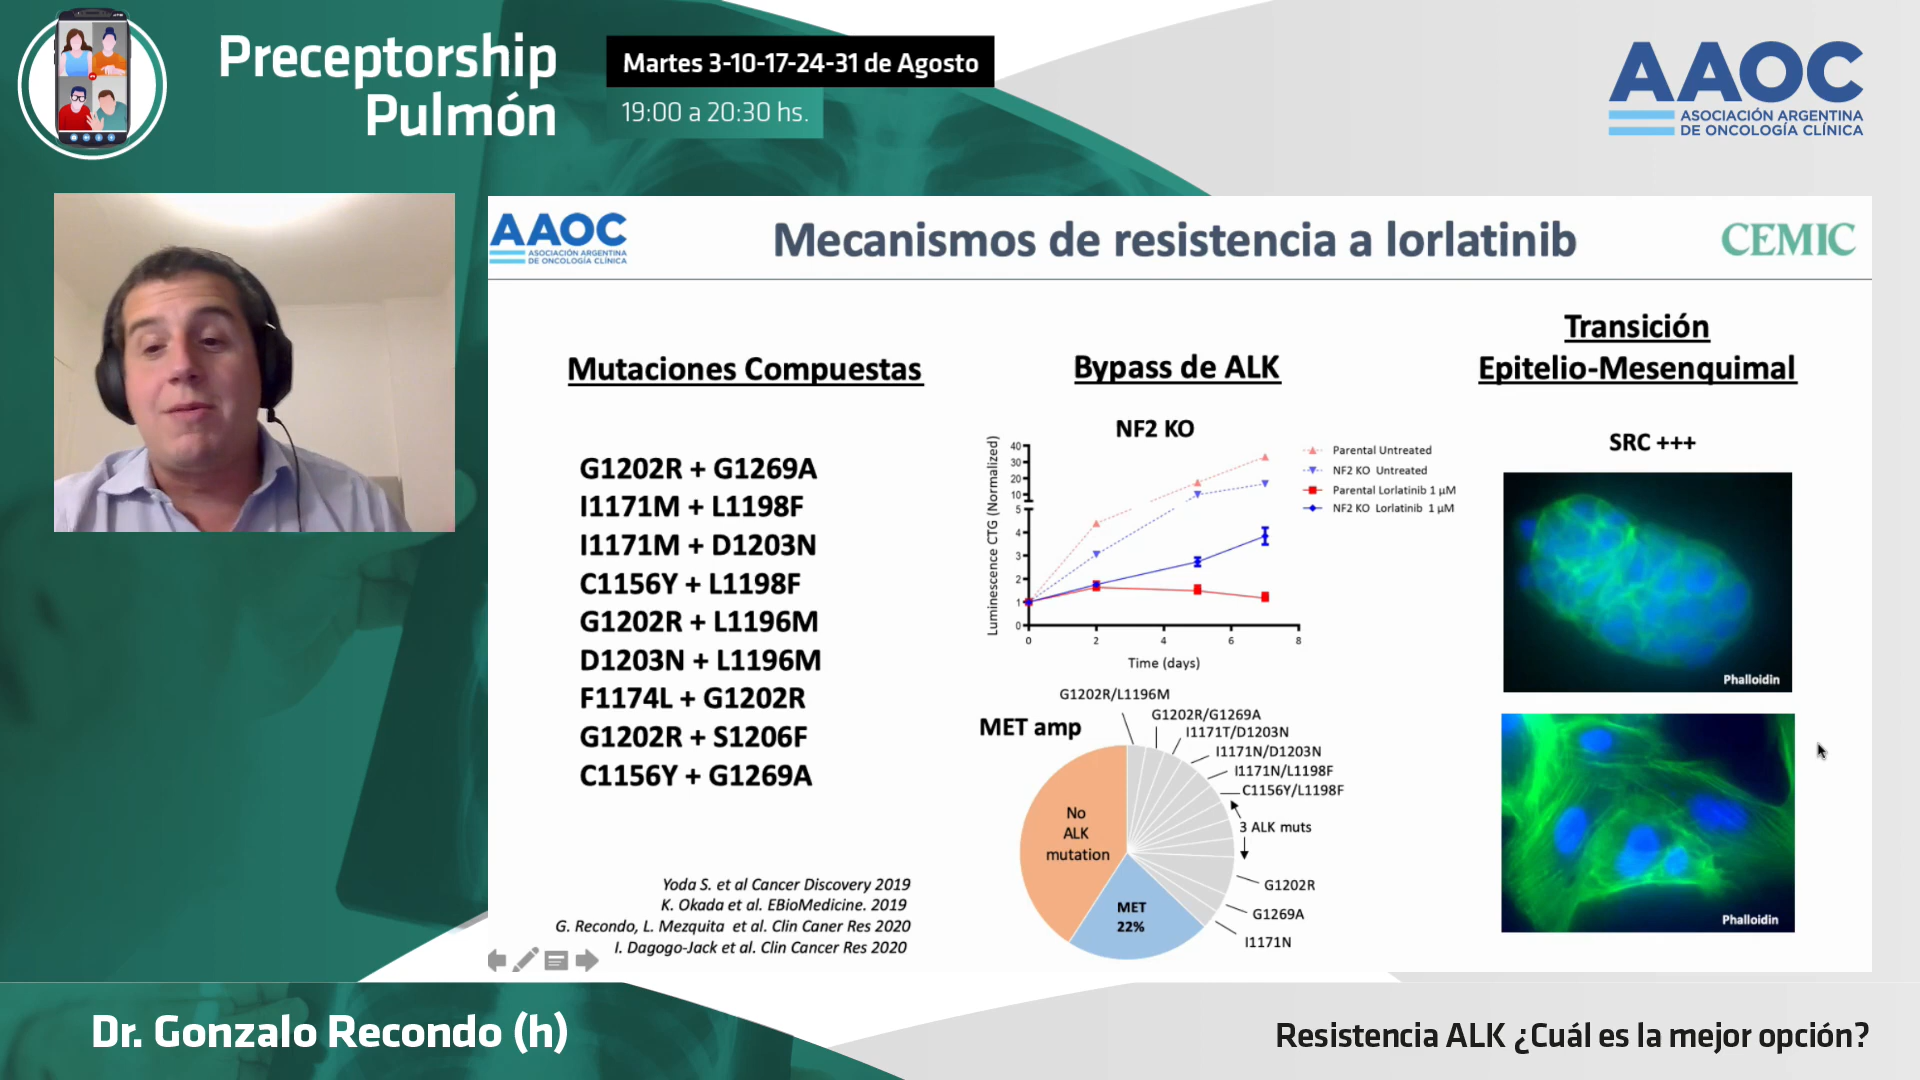 Preceptorship
Pulmón
Martes 3-10-17-24-31 de Agosto
19:00 a 20:30 hs.
AAOC
ASOCIACIÓN ARGENTINA
DE ONCOLOGÍA CLÍNICA
AAOC
ASOCIACIÓN ARGENTINA
DE ONCOLOGÍA CLÍNICA
Mecanismos de resistencia a lorlatinib
CEMIC
Mutaciones Compuestas
G1202R + G1269A
I1171M + L1198F
I1171M + D1203N
C1156Y + L1198F
G1202R + L1196M
D1203N + L1196M
F1174L + G1202R
G1202R + S1206F
C1156Y + G1269A
Yoda S. et al Cancer Discovery 2019
K. Okada et al. EBioMedicine. 2019
G. Recondo, L. Mezquita et al. Clin Caner Res 2020
I. Dagogo-Jack et al. Clin Cancer Res 2020
Bypass de ALK
NF2 KO
Luminescence CTG (Normalized)
40
30
20
10
5
4
3
2
1
0
0 2 4 6 8
Time (days)
Parental Untreated
NF2 KO Untreated
Parental Lorlatinib 1 µM
NF2 KO Lorlatinib 1 µM
MET amp
G1202R/L1196M
G1202R/G1269A
I1171T/D1203N
I1171N/D1203N
I1171N/L1198F
C1156Y/L1198F
3 ALK muts
G1202R
G1269A
I1171N
No
ALK
mutation
MET
22%
Transición
Epitelio-Mesenquimal
SRC +++
Phalloidin
Phalloidin
Dr. Gonzalo Recondo (h)
Resistencia ALK ¿Cuál es la mejor opción?